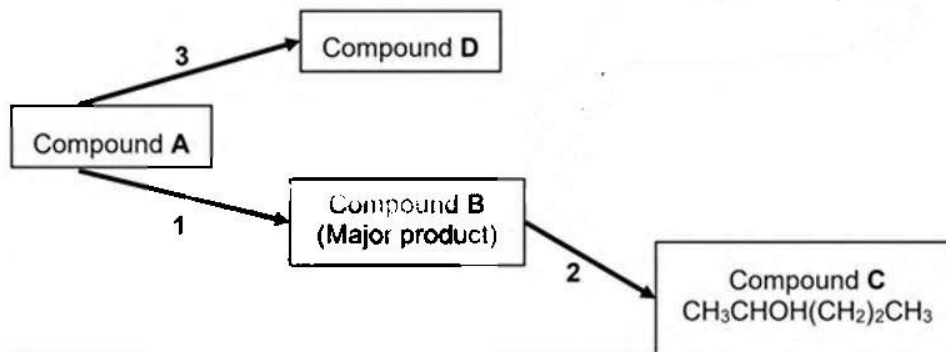 Compound D
3
Compound A
1
Compound B
(Major product)
2
Compound C
CH₃CHOH(CH₂)₂CH₃